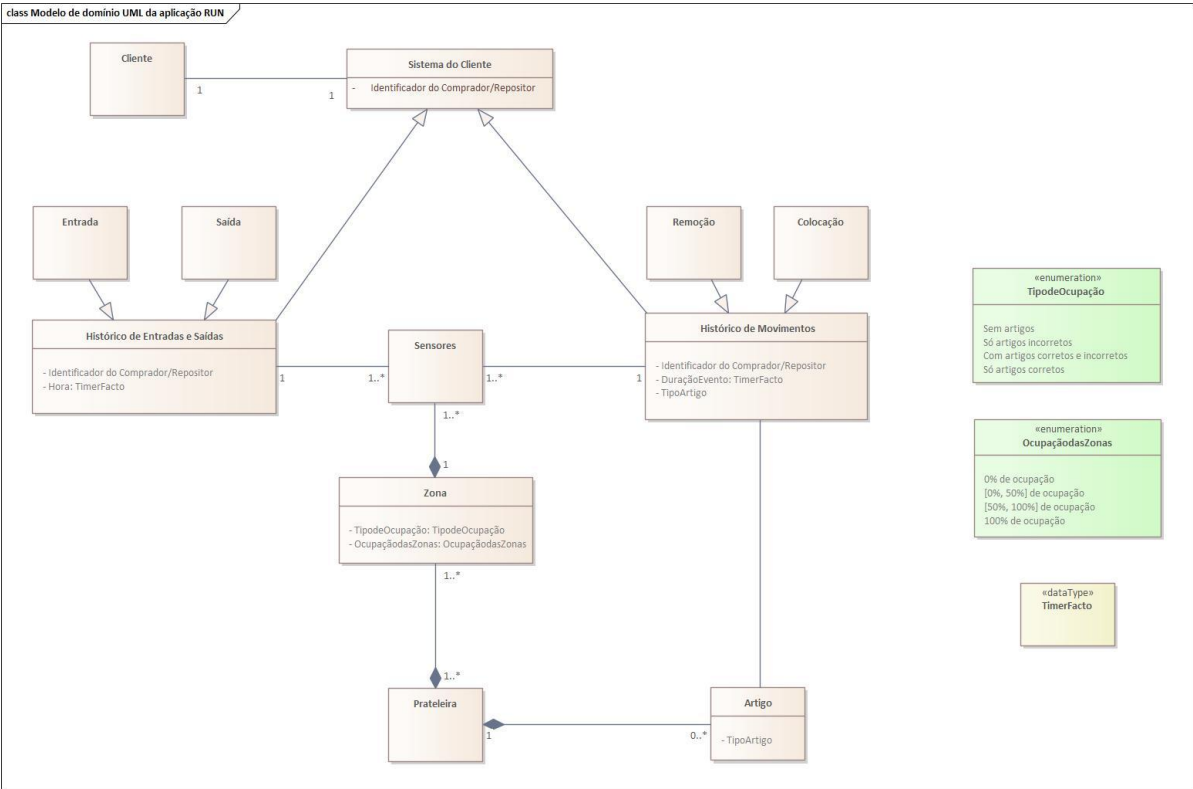 class Modelo de domínio UML da aplicação RUN
Cliente
1
1
Sistema do Cliente
- Identificador do Comprador/Repositor
Entrada
Saída
Remoção
Colocação
Histórico de Entradas e Saídas
- Identificador do Comprador/Repositor
- Hora: TimerFacto
1
1..*
Sensores
1..*
1
Histórico de Movimentos
- Identificador do Comprador/Repositor
- DuraçãoEvento: TimerFacto
- TipoArtigo
1..*
1
Zona
- TipodeOcupação: TipodeOcupação
- OcupaçãodasZonas: OcupaçãodasZonas
1..*
1..*
Prateleira
1
0..*
Artigo
- TipoArtigo
«enumeration»
TipodeOcupação
Sem artigos
Só artigos incorretos
Com artigos corretos e incorretos
Só artigos corretos
«enumeration»
OcupaçãodasZonas
0% de ocupação
[0%, 50%] de ocupação
[50%, 100%] de ocupação
100% de ocupação
«dataType»
TimerFacto